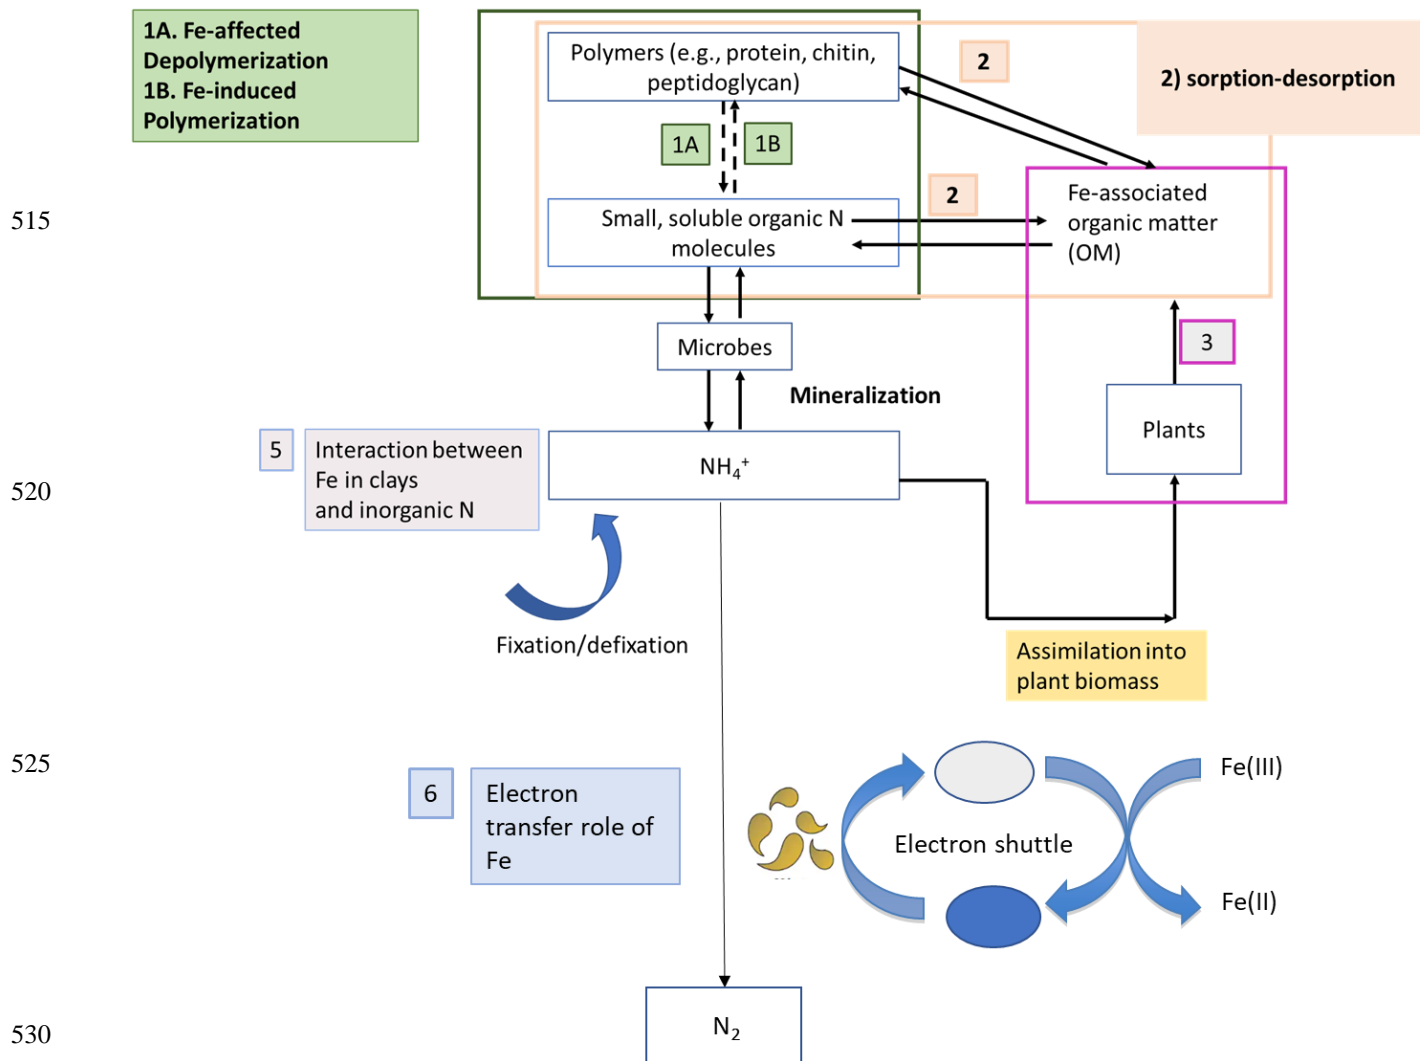 1A. Fe-affected
Depolymerization
1B. Fe-induced
Polymerization
Polymers (e.g., protein, chitin,
peptidoglycan)
2
2) sorption-desorption
1A
1B
515
Small, soluble organic N
molecules
2
Fe-associated
organic matter
(OM)
Microbes
3
Mineralization
Plants
5
Interaction between
Fe in clays
and inorganic N
NH₄⁺
520
Fixation/defixation
Assimilation into
plant biomass
525
6
Electron
transfer role of
Fe
Electron shuttle
Fe(III)
Fe(II)
N₂
530